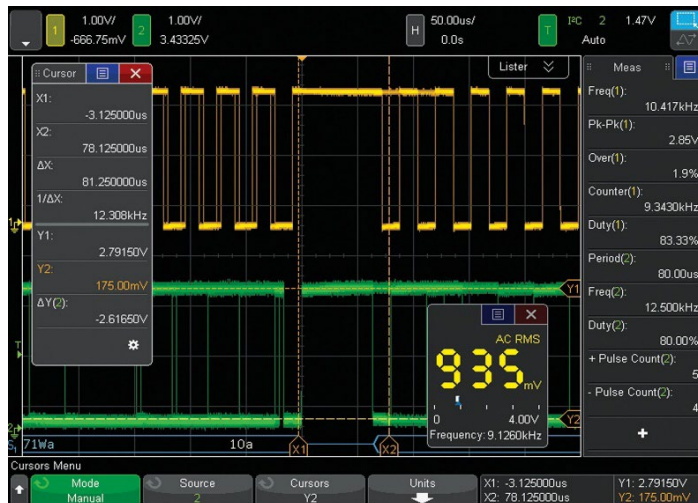 1 1.00V/ 2 1.00V/ H 50.00us/ T I²C 2 1.47V
-666.75mV 3.43325V 0.0s Auto
Cursor
X1:
-3.125000us
X2:
78.125000us
ΔX:
81.250000us
1/ΔX:
12.308kHz
Y1:
2.79150V
Y2:
175.00mV
ΔY(2):
-2.61650V
Lister
Meas
Freq(1):
10.417kHz
Pk-Pk(1):
2.85V
Over(1):
1.9%
Counter(1):
9.3430kHz
Duty(1):
83.33%
Period(2):
80.00us
Freq(2):
12.500kHz
Duty(2):
80.00%
+ Pulse Count(2):
5
- Pulse Count(2):
4
+
1
Y1
T
AC RMS
935 mV
0 4.00V
Frequency: 9.1260kHz
2
Y2
S₁ 71Wa 10a X1 X2
Cursors Menu
Mode Source Cursors Units X1: -3.125000us Y1: 2.79150V
Manual 2 Y2 X2: 78.125000us Y2: 175.00mV